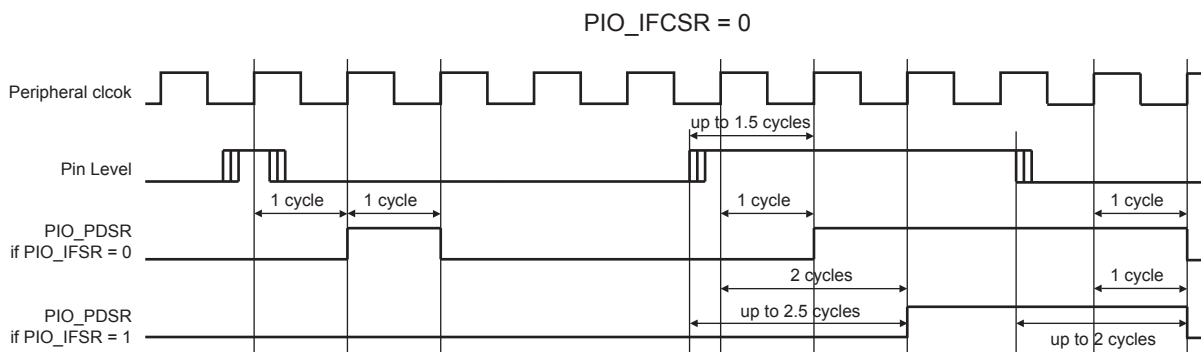 PIO_IFCSR = 0
Peripheral clcok
up to 1.5 cycles
Pin Level
1 cycle
1 cycle
1 cycle
1 cycle
PIO_PDSR
if PIO_IFSR = 0
2 cycles
1 cycle
PIO_PDSR
if PIO_IFSR = 1
up to 2.5 cycles
up to 2 cycles